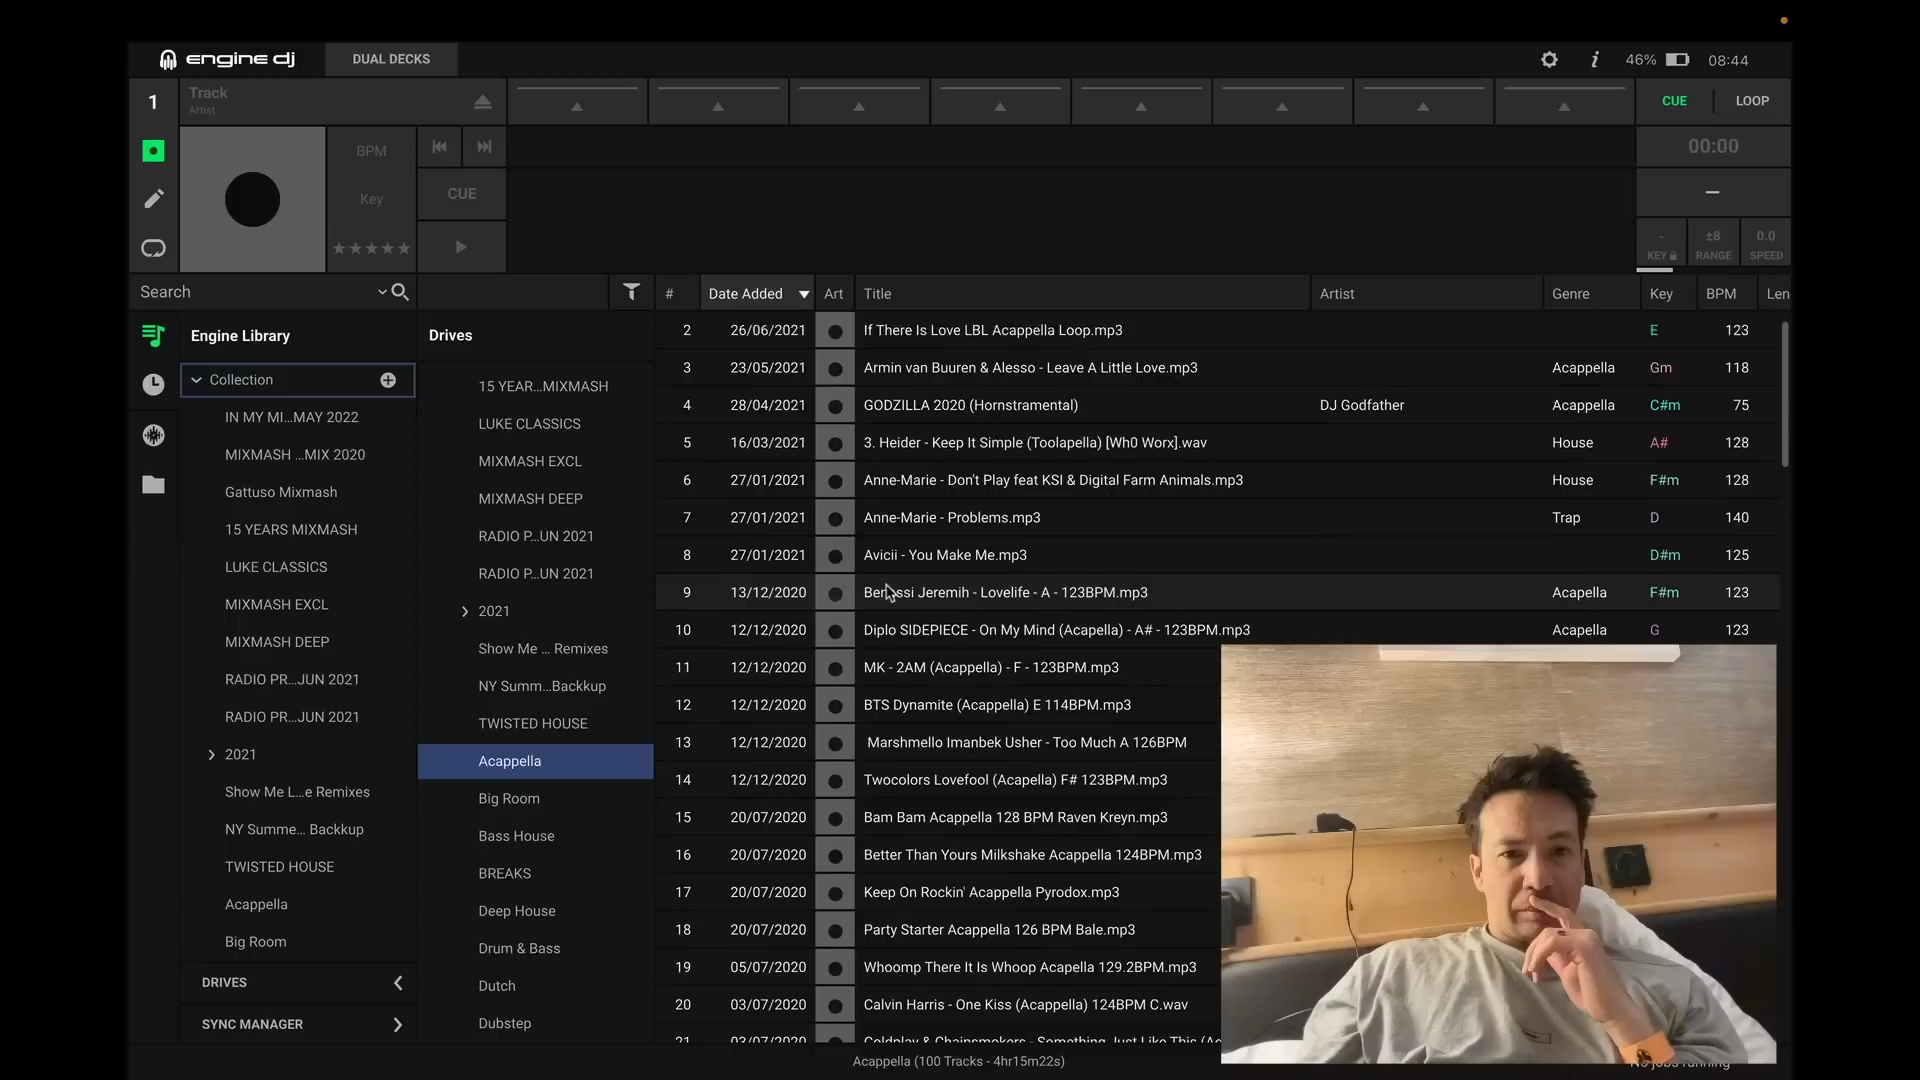 engine dj
DUAL DECKS
46%
08:44
1
Track
Artist
CUE
LOOP
BPM
00:00
CUE
Key
–
-
±8
0.0
KEY
RANGE
SPEED
Search
#
Date Added
Art
Title
Artist
Genre
Key
BPM
Len
Engine Library
Collection
IN MY MI...MAY 2022
MIXMASH ...MIX 2020
Gattuso Mixmash
15 YEARS MIXMASH
LUKE CLASSICS
MIXMASH EXCL
MIXMASH DEEP
RADIO PR...JUN 2021
RADIO PR...JUN 2021
2021
Show Me L...e Remixes
NY Summe... Backkup
TWISTED HOUSE
Acappella
Big Room
DRIVES
SYNC MANAGER
Drives
15 YEAR...MIXMASH
LUKE CLASSICS
MIXMASH EXCL
MIXMASH DEEP
RADIO P...UN 2021
RADIO P...UN 2021
2021
Show Me ... Remixes
NY Summ...Backkup
TWISTED HOUSE
Acappella
Big Room
Bass House
BREAKS
Deep House
Drum & Bass
Dutch
Dubstep
2 26/06/2021 If There Is Love LBL Acappella Loop.mp3 E 123
3 23/05/2021 Armin van Buuren & Alesso - Leave A Little Love.mp3 Acappella Gm 118
4 28/04/2021 GODZILLA 2020 (Hornstramental) DJ Godfather Acappella C#m 75
5 16/03/2021 3. Heider - Keep It Simple (Toolapella) [Wh0 Worx].wav House A# 128
6 27/01/2021 Anne-Marie - Don't Play feat KSI & Digital Farm Animals.mp3 House F#m 128
7 27/01/2021 Anne-Marie - Problems.mp3 Trap D 140
8 27/01/2021 Avicii - You Make Me.mp3 D#m 125
9 13/12/2020 Jeremih - Lovelife - A - 123BPM.mp3 Acapella F#m 123
10 12/12/2020 Diplo SIDEPIECE - On My Mind (Acapella) - A# - 123BPM.mp3 Acapella G 123
11 12/12/2020 MK - 2AM (Acappella) - F - 123BPM.mp3
12 12/12/2020 BTS Dynamite (Acappella) E 114BPM.mp3
13 12/12/2020 Marshmello Imanbek Usher - Too Much A 126BPM
14 12/12/2020 Twocolors Lovefool (Acapella) F# 123BPM.mp3
15 20/07/2020 Bam Bam Acappella 128 BPM Raven Kreyn.mp3
16 20/07/2020 Better Than Yours Milkshake Acappella 124BPM.mp3
17 20/07/2020 Keep On Rockin' Acappella Pyrodox.mp3
18 20/07/2020 Party Starter Acappella 126 BPM Bale.mp3
19 05/07/2020 Whoomp There It Is Whoop Acapella 129.2BPM.mp3
20 03/07/2020 Calvin Harris - One Kiss (Acappella) 124BPM C.wav
21 03/07/2020 Coldplay & Chainsmokers - Something Just Like This
Acappella (100 Tracks - 4hr15m22s)
No jobs running